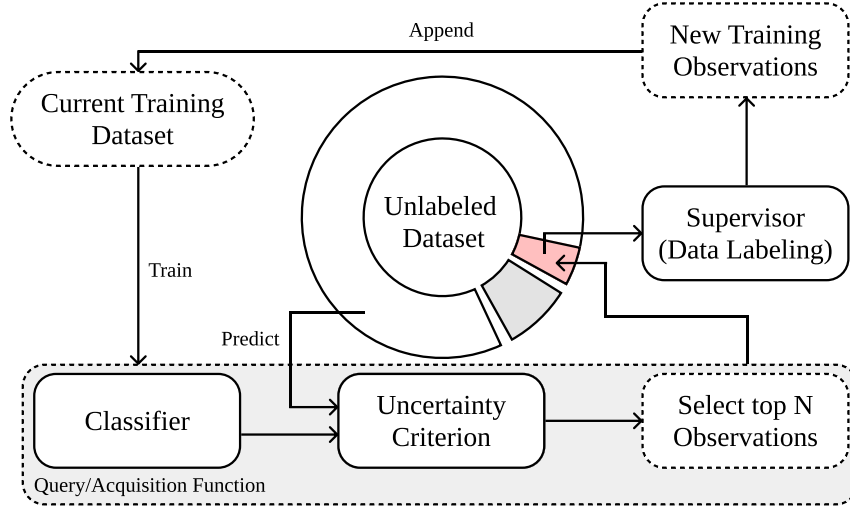 Append
New Training
Observations
Current Training
Dataset
Unlabeled
Dataset
Supervisor
(Data Labeling)
Train
Predict
Classifier
Uncertainty
Criterion
Select top N
Observations
Query/Acquisition Function